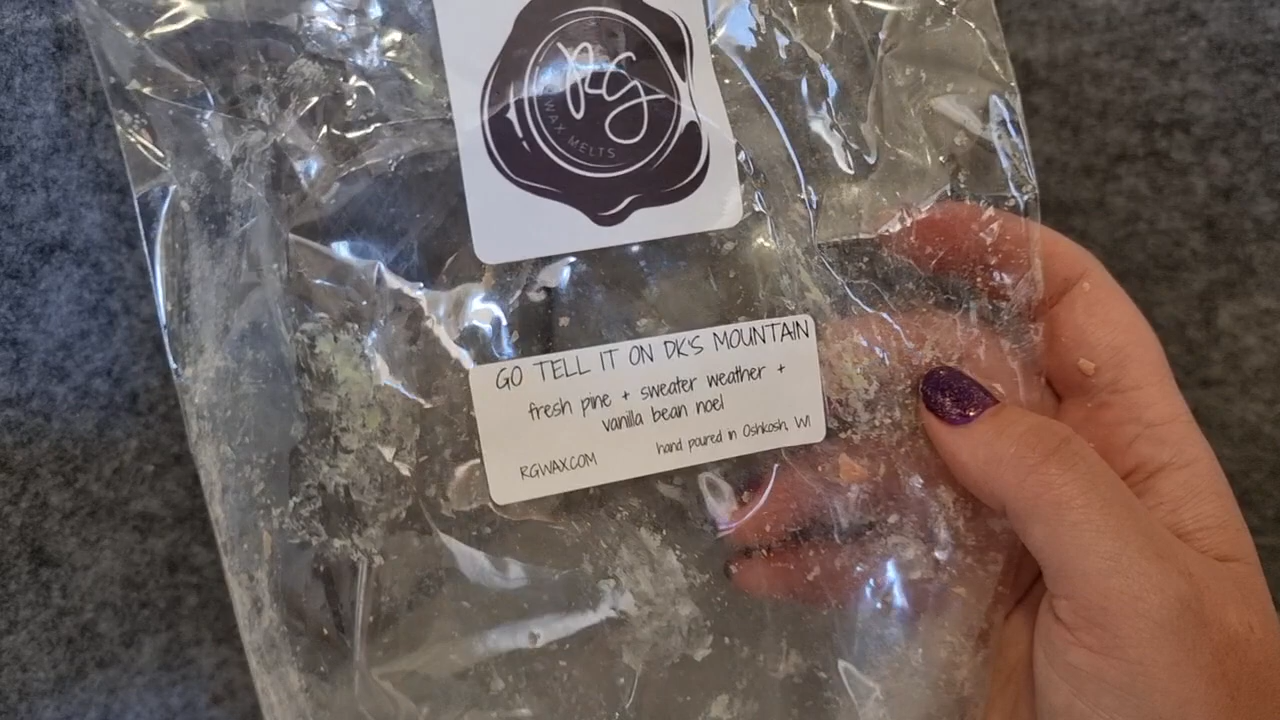 RG
WAX MELTS
GO TELL IT ON DK'S MOUNTAIN
fresh pine + sweater weather +
vanilla bean noel
hand poured in Oshkosh, WI
RGWAX.COM